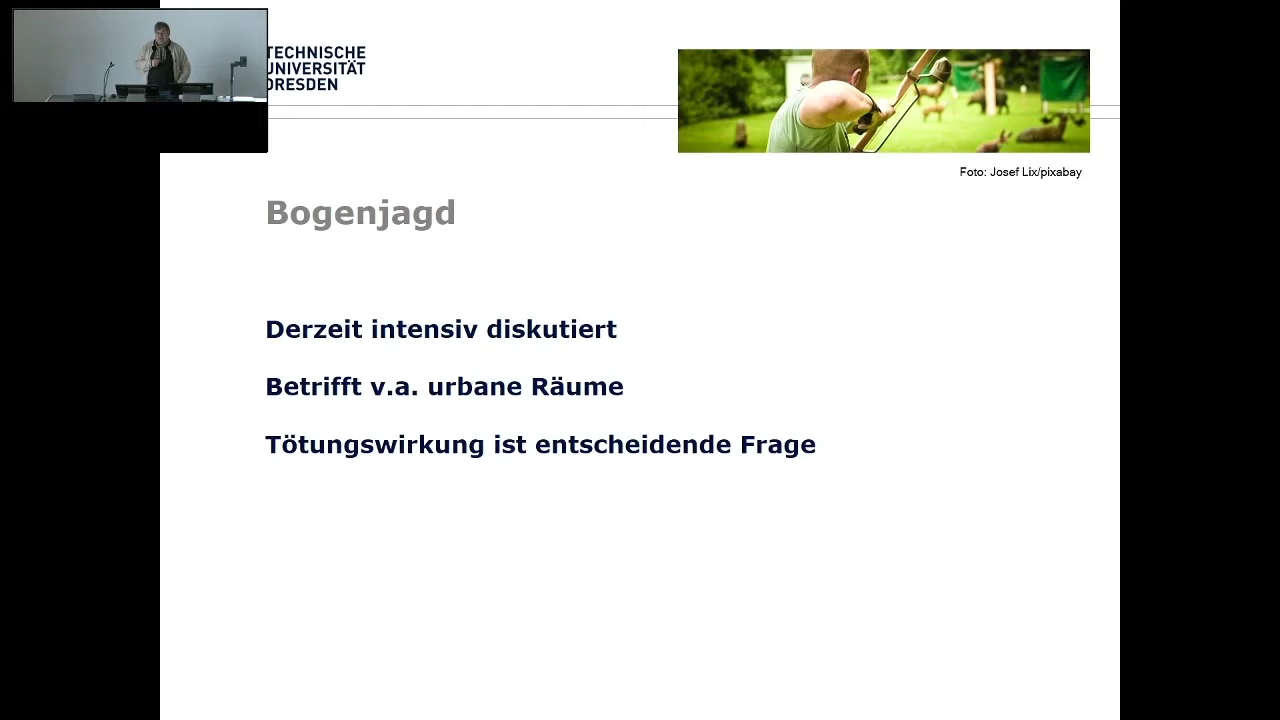 TECHNISCHE
UNIVERSITÄT
DRESDEN
Foto: Josef Lix/pixabay
Bogenjagd
Derzeit intensiv diskutiert
Betrifft v.a. urbane Räume
Tötungswirkung ist entscheidende Frage